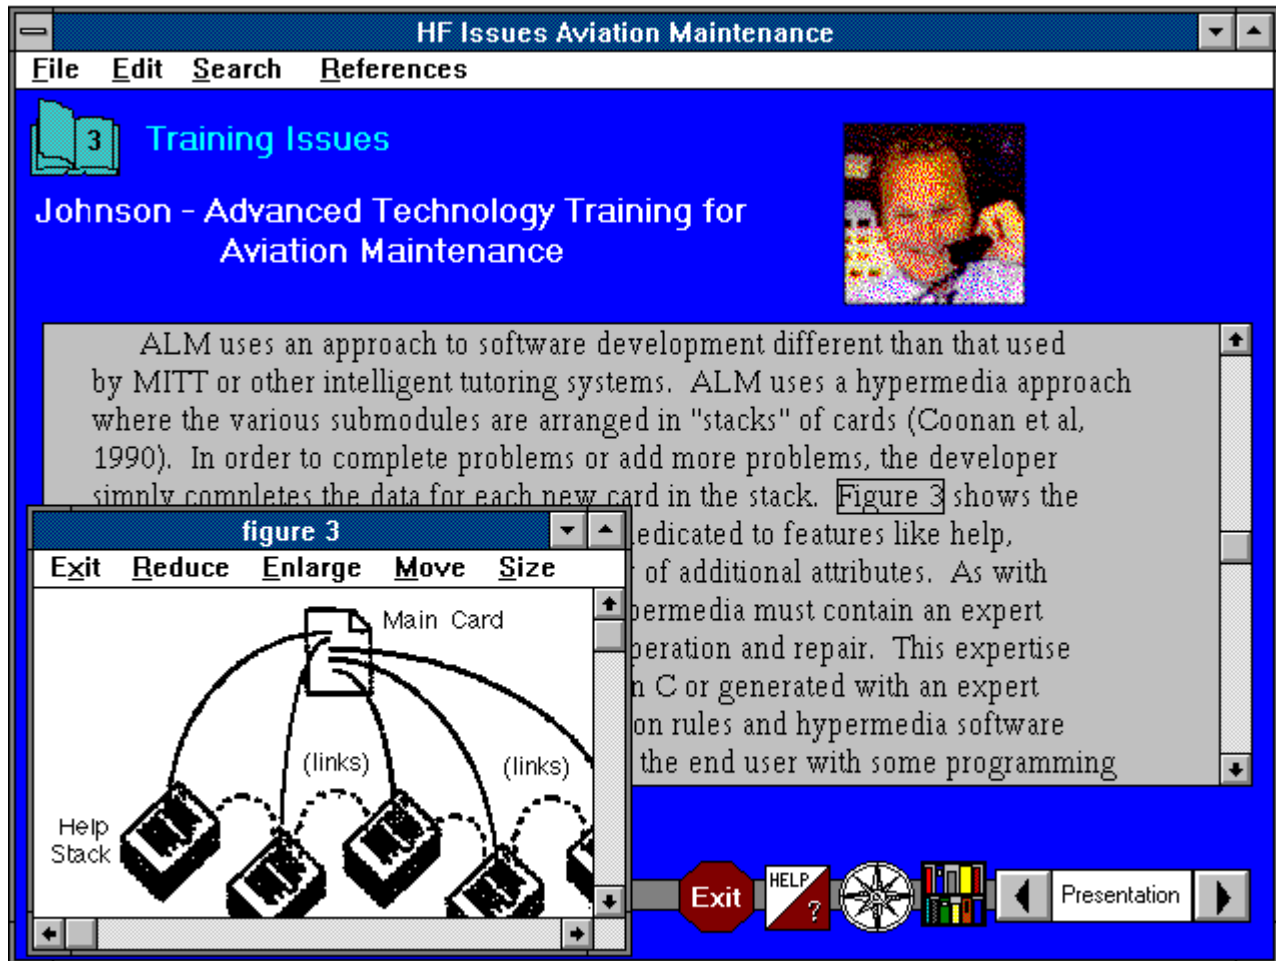 HF Issues Aviation Maintenance
File Edit Search References
3 Training Issues
Johnson - Advanced Technology Training for
Aviation Maintenance
ALM uses an approach to software development different than that used
by MITT or other intelligent tutoring systems. ALM uses a hypermedia approach
where the various submodules are arranged in "stacks" of cards (Coonan et al,
1990). In order to complete problems or add more problems, the developer
simply completes the data for each new card in the stack. Figure 3 shows the
edicated to features like help,
of additional attributes. As with
permedia must contain an expert
peration and repair. This expertise
n C or generated with an expert
on rules and hypermedia software
the end user with some programming
figure 3
Exit Reduce Enlarge Move Size
Main Card
(links) (links)
Help
Stack
Exit HELP ? Presentation